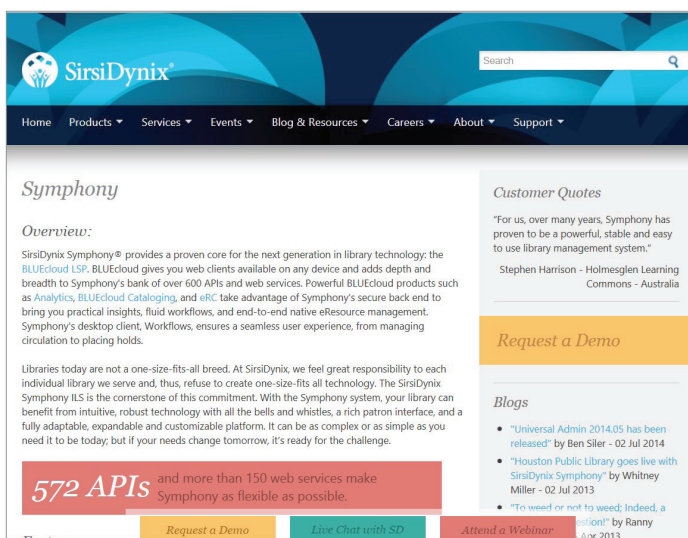 SirsiDynix®
Search
Home Products Services Events Blog & Resources Careers About Support
Symphony
Overview:
SirsiDynix Symphony® provides a proven core for the next generation in library technology: the
BLUEcloud LSP. BLUEcloud gives you web clients available on any device and adds depth and
breadth to Symphony's bank of over 600 APIs and web services. Powerful BLUEcloud products such
as Analytics, BLUEcloud Cataloging, and eRC take advantage of Symphony's secure back end to
bring you practical insights, fluid workflows, and end-to-end native eResource management.
Symphony's desktop client, Workflows, ensures a seamless user experience, from managing
circulation to placing holds.
Libraries today are not a one-size-fits-all breed. At SirsiDynix, we feel great responsibility to each
individual library we serve and, thus, refuse to create one-size-fits all technology. The SirsiDynix
Symphony ILS is the cornerstone of this commitment. With the Symphony system, your library can
benefit from intuitive, robust technology with all the bells and whistles, a rich patron interface, and a
fully adaptable, expandable and customizable platform. It can be as complex or as simple as you
need it to be today; but if your needs change tomorrow, it's ready for the challenge.
572 APIs
and more than 150 web services make
Symphony as flexible as possible.
Customer Quotes
"For us, over many years, Symphony has
proven to be a powerful, stable and easy
to use library management system."
Stephen Harrison - Holmesglen Learning
Commons - Australia
Request a Demo
Blogs
"Universal Admin 2014.05 has been
released" by Ben Siler - 02 Jul 2014
"Houston Public Library goes live with
SirsiDynix Symphony" by Whitney
Miller - 02 Jul 2013
"To weed or not to weed; Indeed, a
by Ranny
Apr 2013
Request a Demo
Live Chat with SD
Attend a Webinar